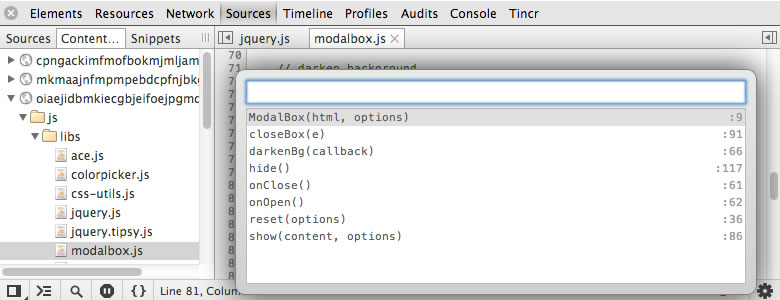 Elements Resources Network Sources Timeline Profiles Audits Console Tincr
Sources Content... Snippets
jquery.js modalbox.js
cpngackimfmofbokmjmljam
mkmaajnfmpmpebdcpfnjbkg
oiaejidbmkiecgbjeifoejpgmd
js
libs
ace.js
colorpicker.js
css-utils.js
jquery.js
jquery.tipsy.js
modalbox.js
70
71 // darken background
ModalBox(html, options) :9
closeBox(e) :91
darkenBg(callback) :66
hide() :117
onClose() :61
onOpen() :62
reset(options) :36
show(content, options) :86
{} Line 81, Colum